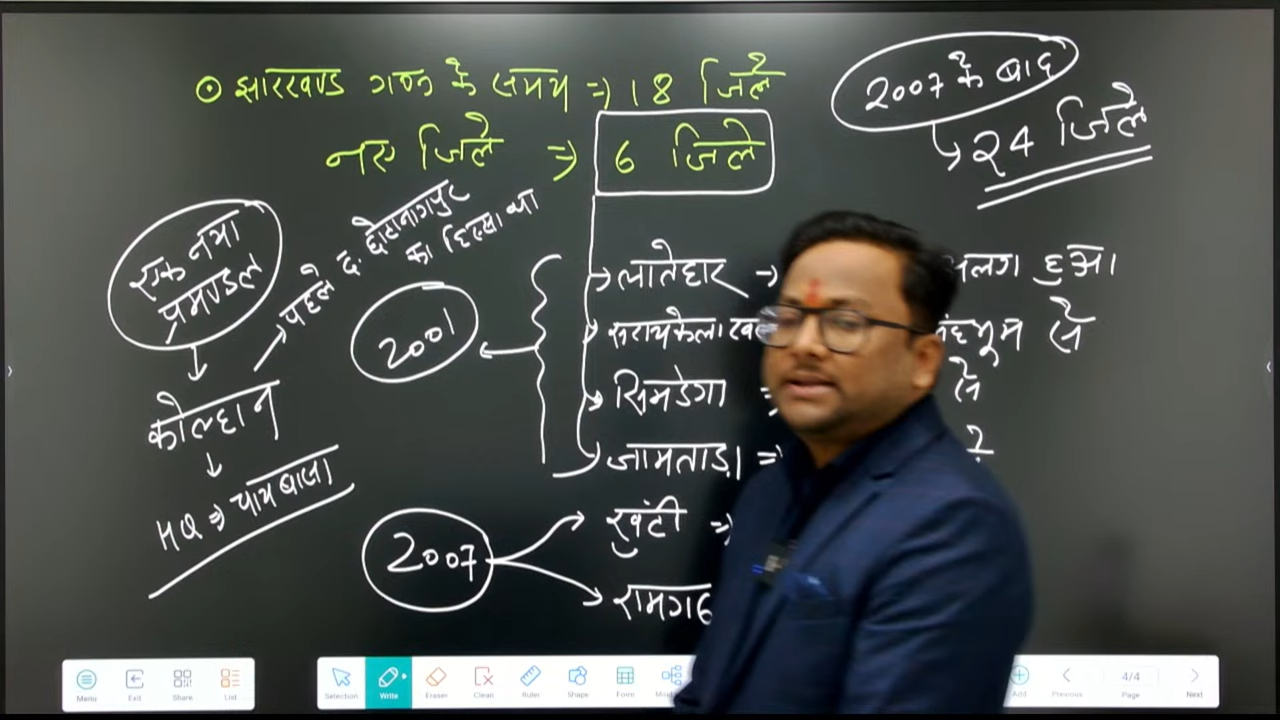 ⊙ झारखण्ड गठन के समय ⇒ 18 जिले
नए जिले ⇒ 6 जिले
2007 के बाद
↳ 24 जिले
एक नया
प्रमण्डल
↓
कोल्हान
↓
HQ ⇒ चायबासा
→ पहले द. छोटानागपुर
का हिस्सा था
2001
→ लातेहार → अलग हुआ
→ सरायकेला से
→ सिमडेगा ⇒ से
→ जामताड़ा ⇒ ?
2007
→ खुंटी ⇒
→ रामगढ
Menu
Exit
Share
List
Selection
Write
Eraser
Clean
Ruler
Shape
Form
Add
Previous
4/4
Page
Next